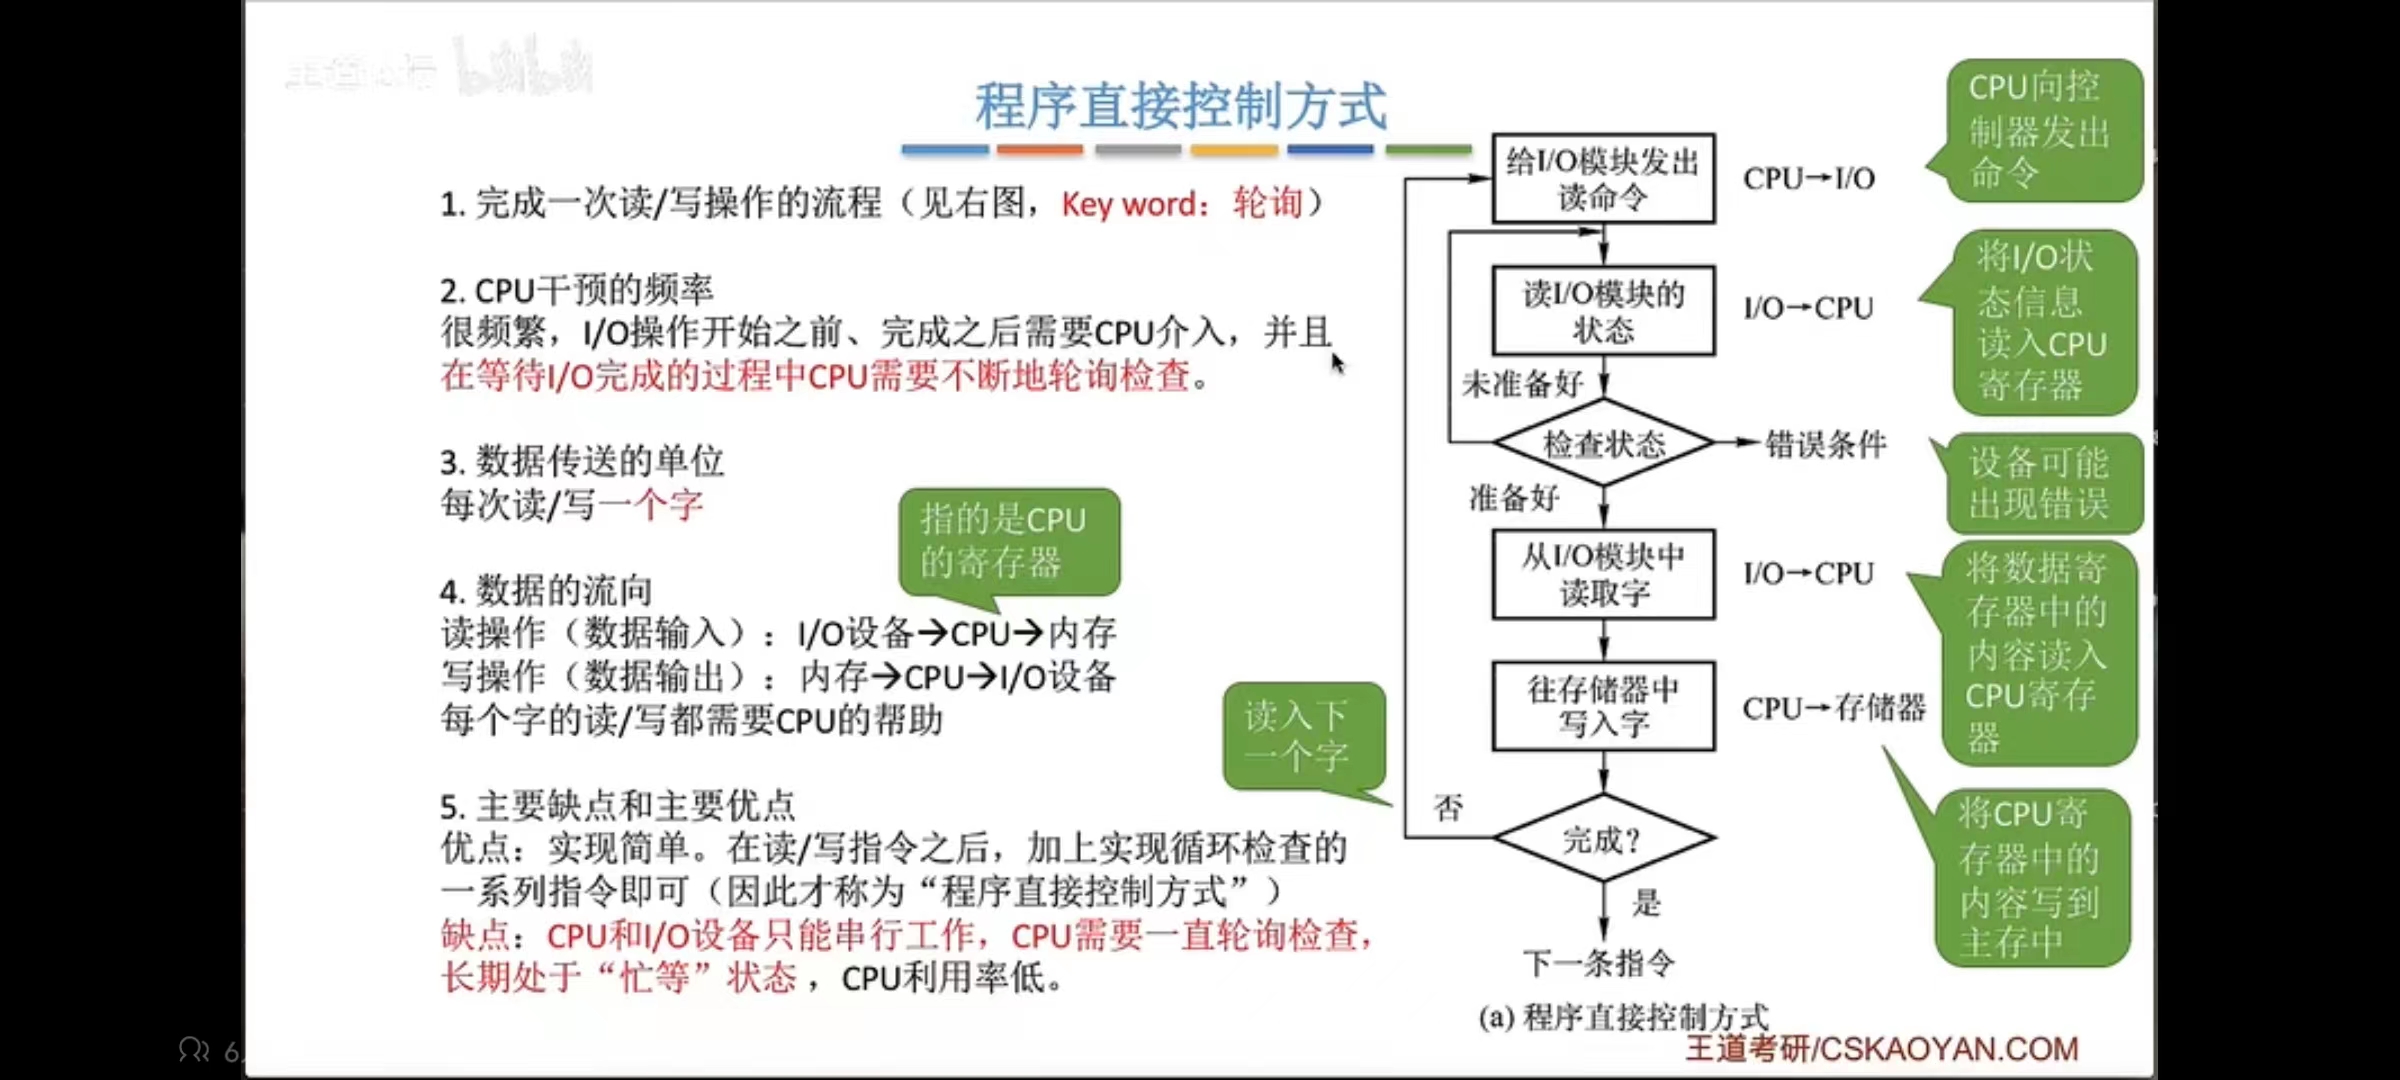 程序直接控制方式
1. 完成一次读/写操作的流程（见右图，Key word：轮询）
2. CPU干预的频率
很频繁，I/O操作开始之前、完成之后需要CPU介入，并且
在等待I/O完成的过程中CPU需要不断地轮询检查。
3. 数据传送的单位
每次读/写一个字
指的是CPU
的寄存器
4. 数据的流向
读操作（数据输入）：I/O设备→CPU→内存
写操作（数据输出）：内存→CPU→I/O设备
每个字的读/写都需要CPU的帮助
5. 主要缺点和主要优点
优点：实现简单。在读/写指令之后，加上实现循环检查的
一系列指令即可（因此才称为“程序直接控制方式”）
缺点：CPU和I/O设备只能串行工作，CPU需要一直轮询检查，
长期处于“忙等”状态，CPU利用率低。
给I/O模块发出
读命令
CPU→I/O
CPU向控
制器发出
命令
读I/O模块的
状态
I/O→CPU
将I/O状
态信息
读入CPU
寄存器
未准备好
检查状态
错误条件
设备可能
出现错误
准备好
从I/O模块中
读取字
I/O→CPU
将数据寄
存器中的
内容读入
CPU寄存
器
往存储器中
写入字
CPU→存储器
将CPU寄
存器中的
内容写到
主存中
读入下
一个字
否
完成?
是
下一条指令
(a) 程序直接控制方式
王道考研/CSKAOYAN.COM
bilibili